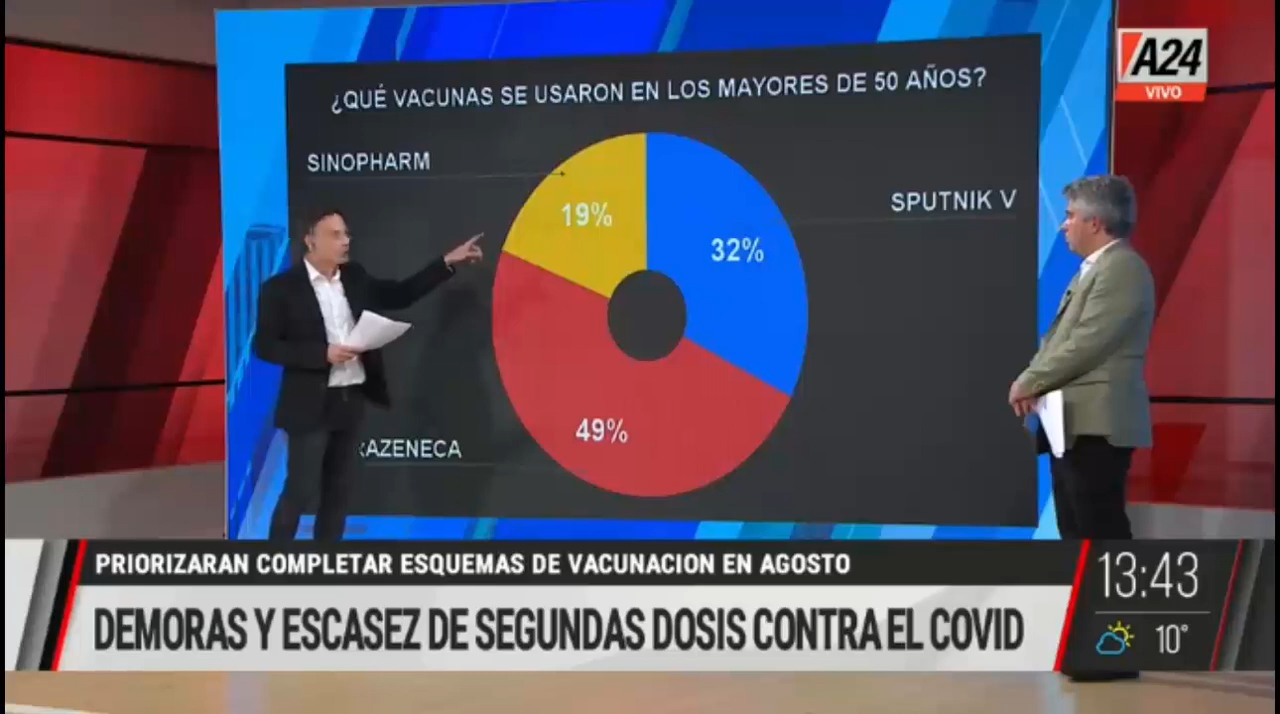 ¿QUÉ VACUNAS SE USARON EN LOS MAYORES DE 50 AÑOS?
A24
VIVO
SINOPHARM
SPUTNIK V
19%
32%
49%
AZENECA
PRIORIZARAN COMPLETAR ESQUEMAS DE VACUNACION EN AGOSTO
DEMORAS Y ESCASEZ DE SEGUNDAS DOSIS CONTRA EL COVID
13:43
10°